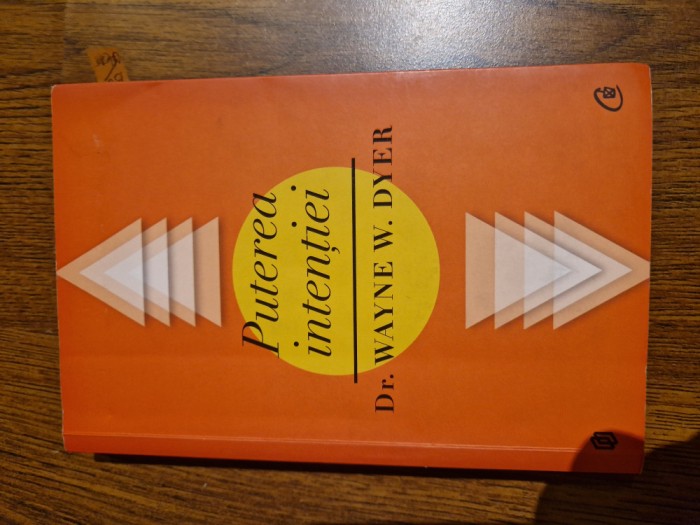 Puterea
intenției
Dr. WAYNE W. DYER